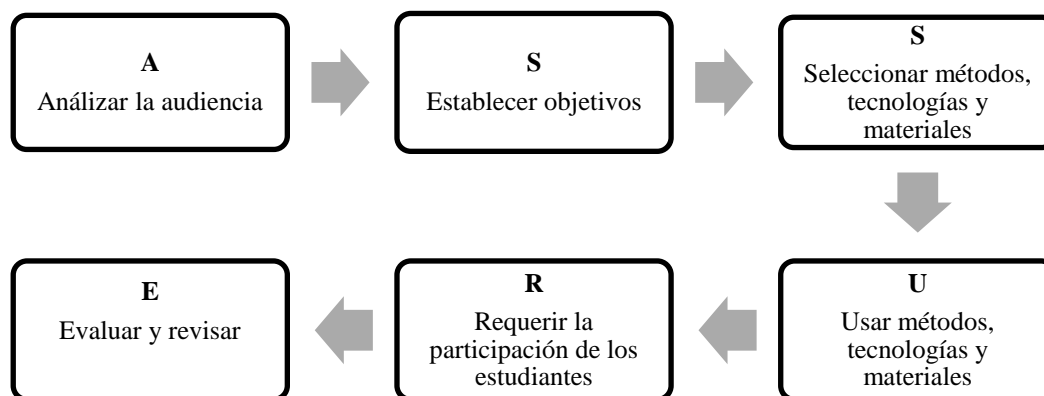 A
Análizar la audiencia
S
Establecer objetivos
S
Seleccionar métodos,
tecnologías y
materiales
U
Usar métodos,
tecnologías y
materiales
R
Requerir la
participación de los
estudiantes
E
Evaluar y revisar